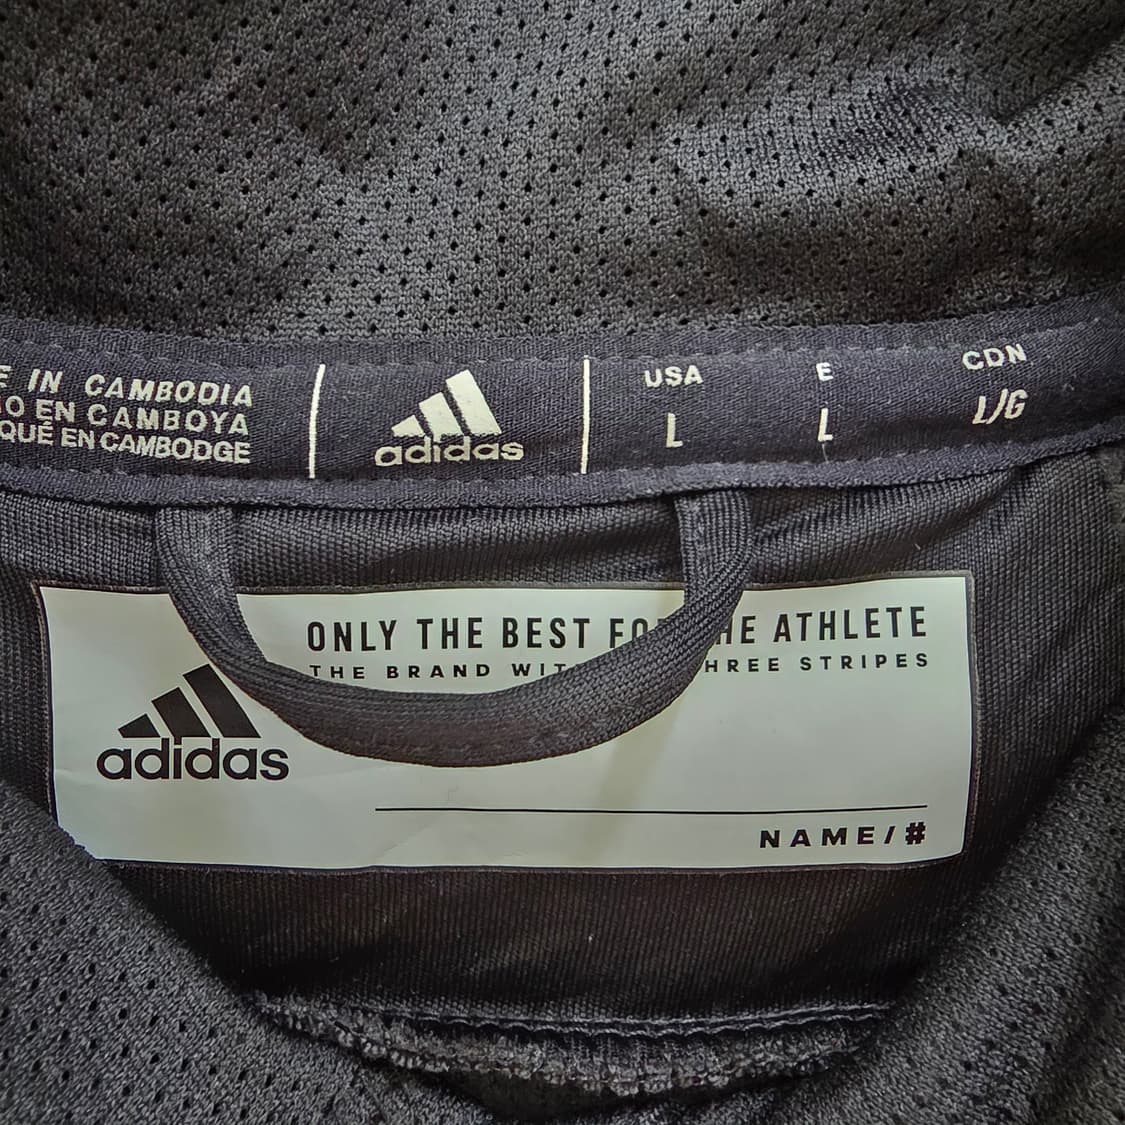 IN CAMBODIA
EN CAMBOYA
EN CAMBODGE
adidas
USA E CDN
L L L/G
ONLY THE BEST ATHLETE
THE BRAND STRIPES
adidas
NAME/#